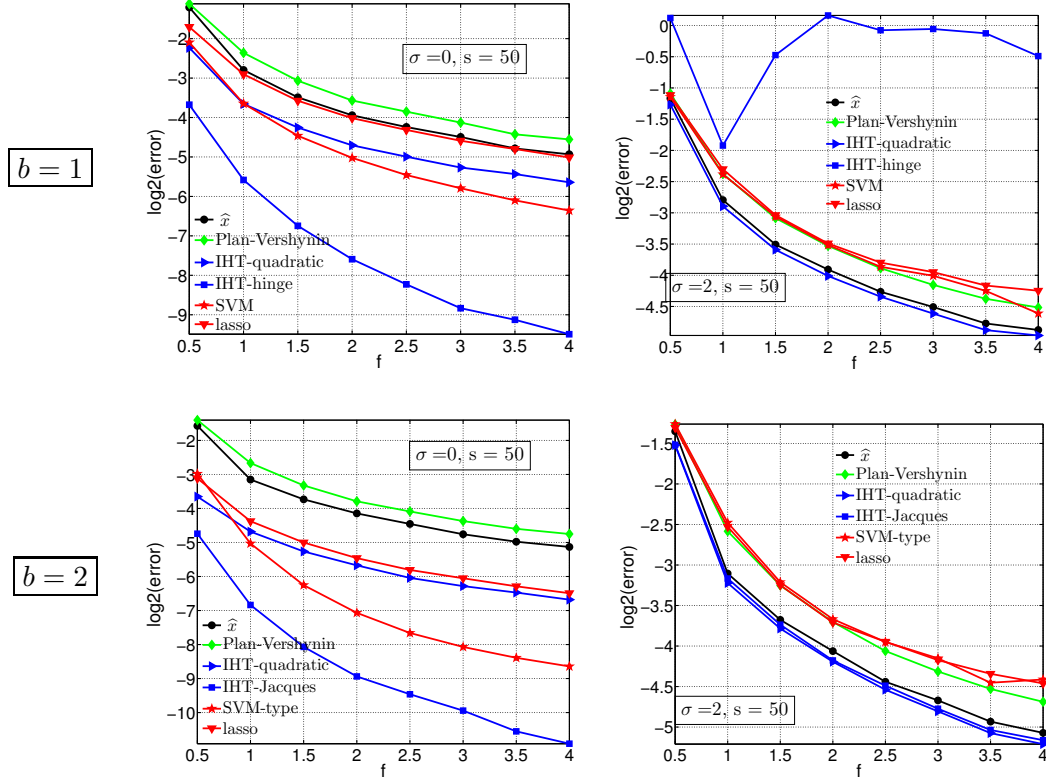 b = 1
log2(error)
−2
−3
−4
−5
−6
−7
−8
−9
σ =0, s = 50
x̂
Plan-Vershynin
IHT-quadratic
IHT-hinge
SVM
lasso
0.5 1 1.5 2 2.5 3 3.5 4
f
log2(error)
0
−0.5
−1
−1.5
−2
−2.5
−3
−3.5
−4
−4.5
x̂
Plan-Vershynin
IHT-quadratic
IHT-hinge
SVM
lasso
σ =2, s = 50
0.5 1 1.5 2 2.5 3 3.5 4
f
b = 2
log2(error)
−2
−3
−4
−5
−6
−7
−8
−9
−10
σ =0, s = 50
x̂
Plan-Vershynin
IHT-quadratic
IHT-Jacques
SVM-type
lasso
0.5 1 1.5 2 2.5 3 3.5 4
f
log2(error)
−1.5
−2
−2.5
−3
−3.5
−4
−4.5
−5
x̂
Plan-Vershynin
IHT-quadratic
IHT-Jacques
SVM-type
lasso
σ =2, s = 50
0.5 1 1.5 2 2.5 3 3.5 4
f